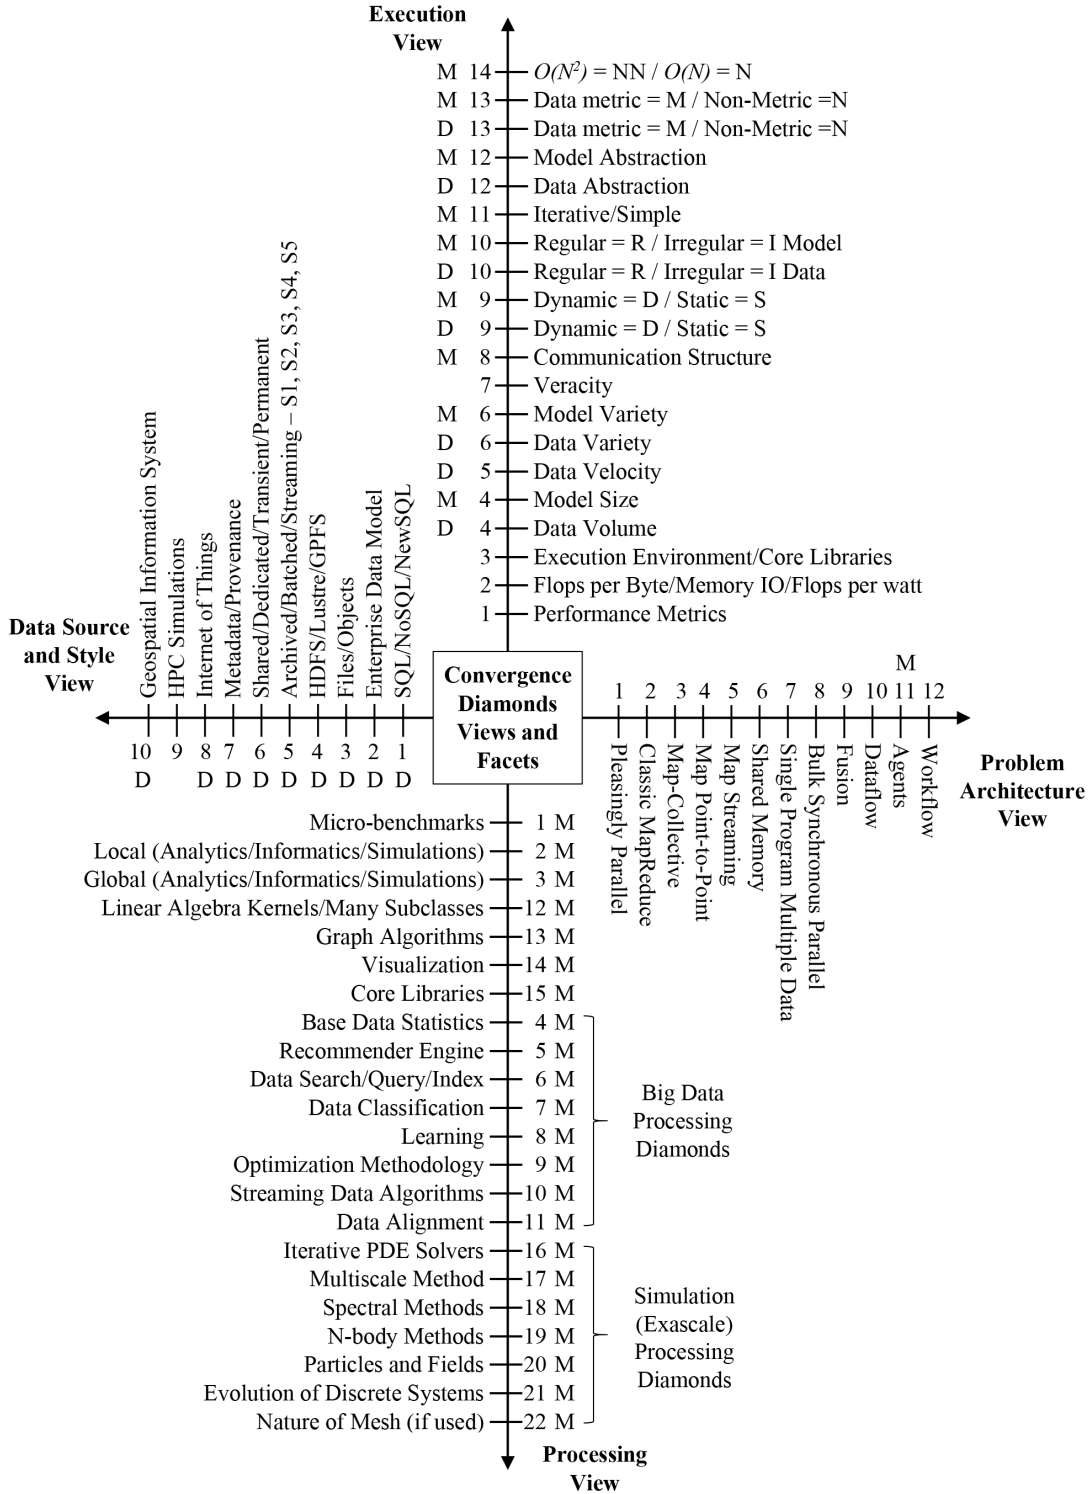 Execution
View
M 14 O(N²) = NN / O(N) = N
M 13 Data metric = M / Non-Metric =N
D 13 Data metric = M / Non-Metric =N
M 12 Model Abstraction
D 12 Data Abstraction
M 11 Iterative/Simple
M 10 Regular = R / Irregular = I Model
D 10 Regular = R / Irregular = I Data
M 9 Dynamic = D / Static = S
D 9 Dynamic = D / Static = S
M 8 Communication Structure
7 Veracity
M 6 Model Variety
D 6 Data Variety
D 5 Data Velocity
M 4 Model Size
D 4 Data Volume
3 Execution Environment/Core Libraries
2 Flops per Byte/Memory IO/Flops per watt
1 Performance Metrics
Data Source
and Style
View
Geospatial Information System
HPC Simulations
Internet of Things
Metadata/Provenance
Shared/Dedicated/Transient/Permanent
Archived/Batched/Streaming – S1, S2, S3, S4, S5
HDFS/Lustre/GPFS
Files/Objects
Enterprise Data Model
SQL/NoSQL/NewSQL
10 9 8 7 6 5 4 3 2 1
D D D D D D D D D
Convergence
Diamonds
Views and
Facets
M
1 2 3 4 5 6 7 8 9 10 11 12
Pleasingly Parallel
Classic MapReduce
Map-Collective
Map Point-to-Point
Map Streaming
Shared Memory
Single Program Multiple Data
Bulk Synchronous Parallel
Fusion
Dataflow
Agents
Workflow
Problem
Architecture
View
Micro-benchmarks 1 M
Local (Analytics/Informatics/Simulations) 2 M
Global (Analytics/Informatics/Simulations) 3 M
Linear Algebra Kernels/Many Subclasses 12 M
Graph Algorithms 13 M
Visualization 14 M
Core Libraries 15 M
Base Data Statistics 4 M
Recommender Engine 5 M
Data Search/Query/Index 6 M
Data Classification 7 M
Learning 8 M
Optimization Methodology 9 M
Streaming Data Algorithms 10 M
Data Alignment 11 M
Big Data
Processing
Diamonds
Iterative PDE Solvers 16 M
Multiscale Method 17 M
Spectral Methods 18 M
N-body Methods 19 M
Particles and Fields 20 M
Evolution of Discrete Systems 21 M
Nature of Mesh (if used) 22 M
Simulation
(Exascale)
Processing
Diamonds
Processing
View